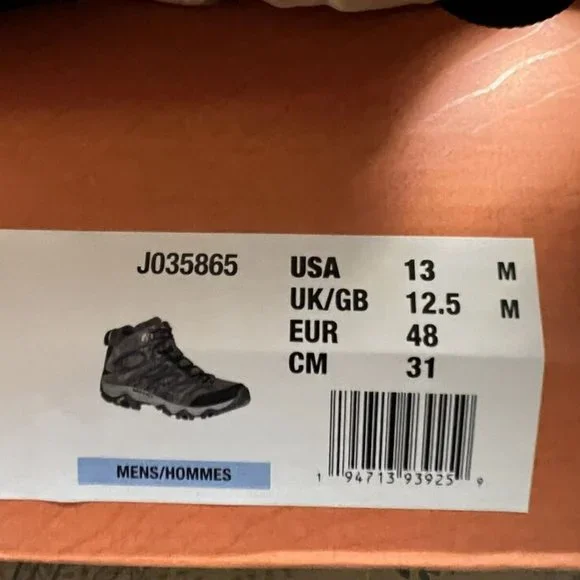 J035865
USA 13 M
UK/GB 12.5 M
EUR 48
CM 31
MENS/HOMMES
1 94713 93925 9